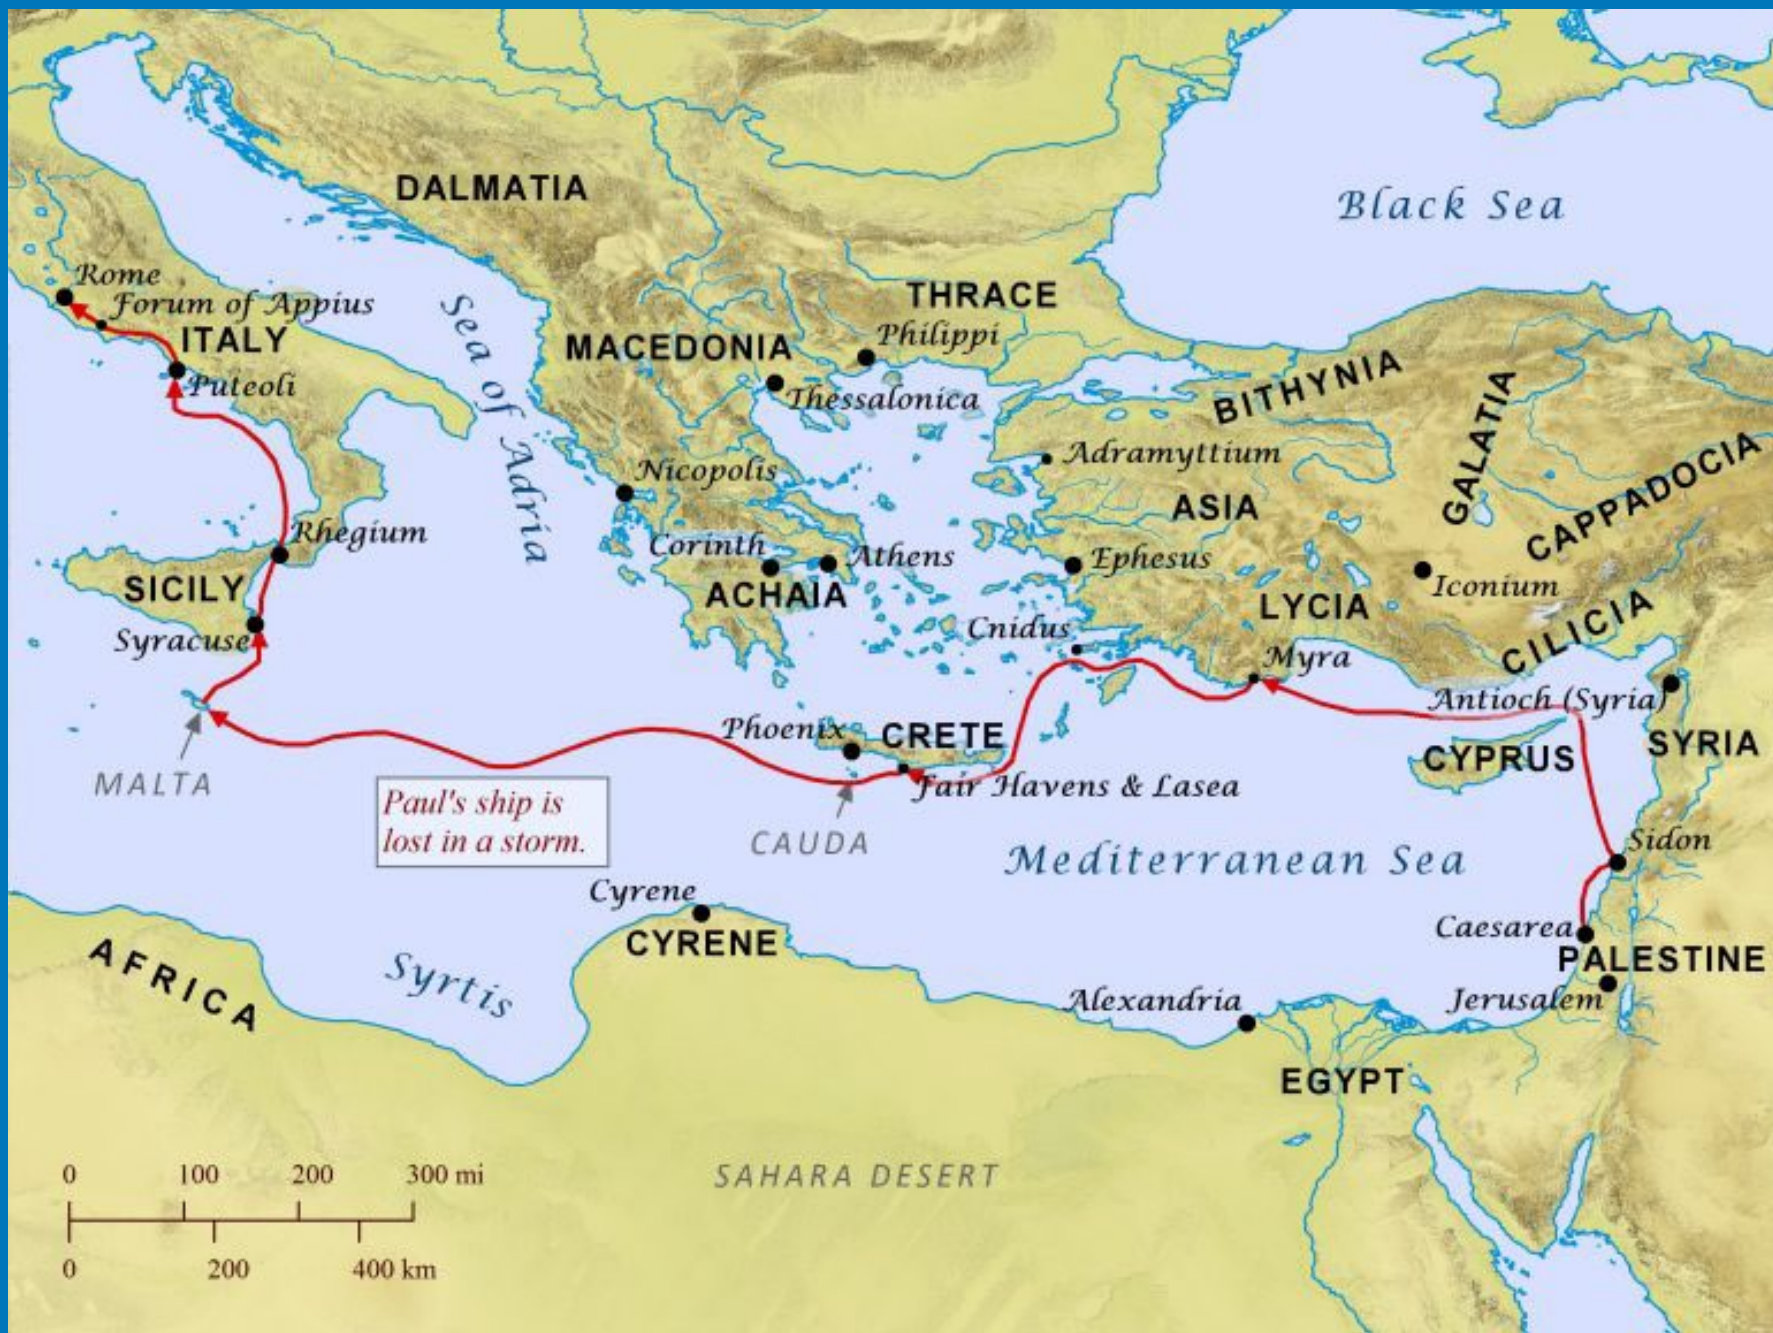 Black Sea
DALMATIA
Rome
Forum of Appius
ITALY
Puteoli
Sea of Adria
THRACE
Philippi
MACEDONIA
Thessalonica
BITHYNIA
GALATIA
CAPPADOCIA
Adramyttium
ASIA
Nicopolis
Corinth
Athens
ACHAIA
Ephesus
Iconium
LYCIA
CILICIA
Rhegium
SICILY
Syracuse
Cnidus
Myra
Antioch (Syria)
SYRIA
CYPRUS
Phoenix
CRETE
Fair Havens & Lasea
MALTA
Paul's ship is
lost in a storm.
CAUDA
Mediterranean Sea
Sidon
Caesarea
PALESTINE
Jerusalem
Cyrene
CYRENE
AFRICA
Syrtis
Alexandria
EGYPT
SAHARA DESERT
0 100 200 300 mi
0 200 400 km